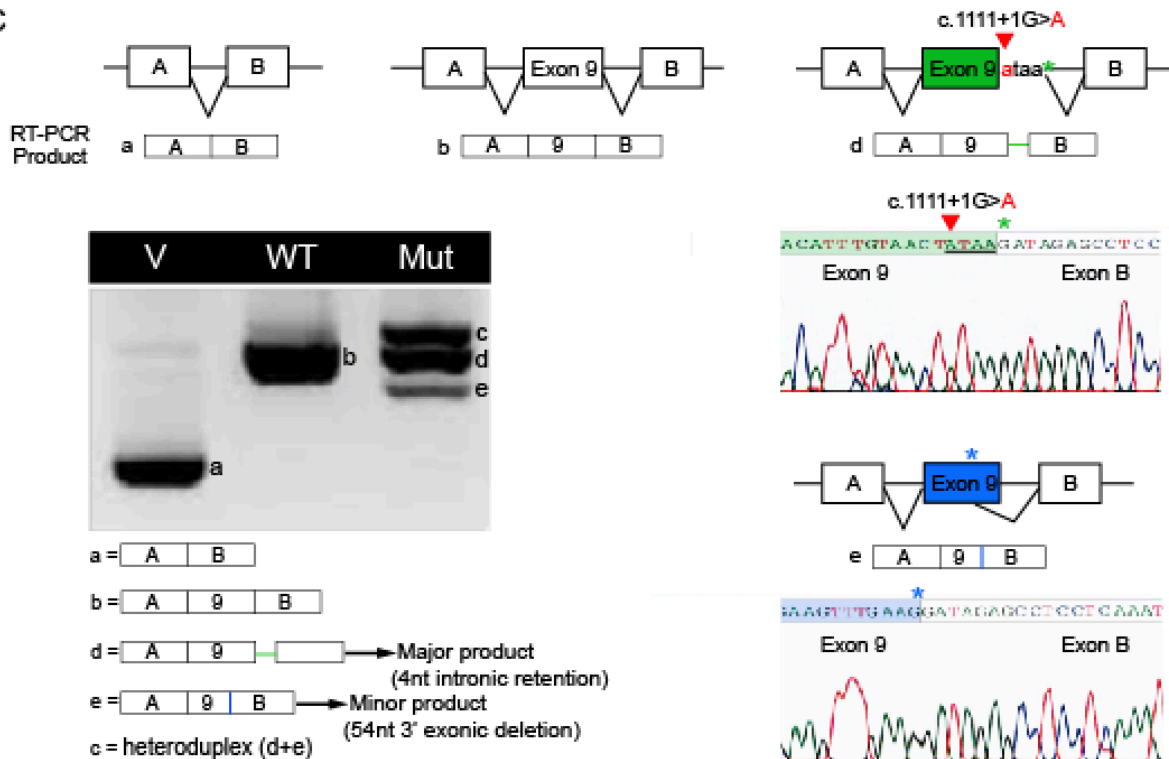 C
c.1111+1G>A
A B
A Exon 9 B
A Exon 9 ataa* B
RT-PCR
Product
a A B
b A 9 B
d A 9 B
c.1111+1G>A
*
ACATTTGTAACTATAAGATAGAGCCTCC
Exon 9 Exon B
V WT Mut
a
b
c
d
e
*
A Exon 9 B
e A 9 B
*
GAAGTTTGAAGGATAGAGCCTCCTCAAAT
Exon 9 Exon B
a = A B
b = A 9 B
d = A 9 Major product
(4nt intronic retention)
e = A 9 B Minor product
(54nt 3' exonic deletion)
c = heteroduplex (d+e)